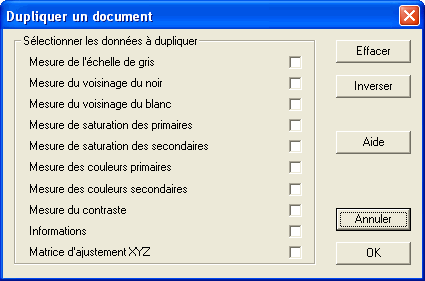 Dupliquer un document
Sélectionner les données à dupliquer
Mesure de l'échelle de gris
Mesure du voisinage du noir
Mesure du voisinage du blanc
Mesure de saturation des primaires
Mesure de saturation des secondaires
Mesure des couleurs primaires
Mesure des couleurs secondaires
Mesure du contraste
Informations
Matrice d'ajustement XYZ
Effacer
Inverser
Aide
Annuler
OK